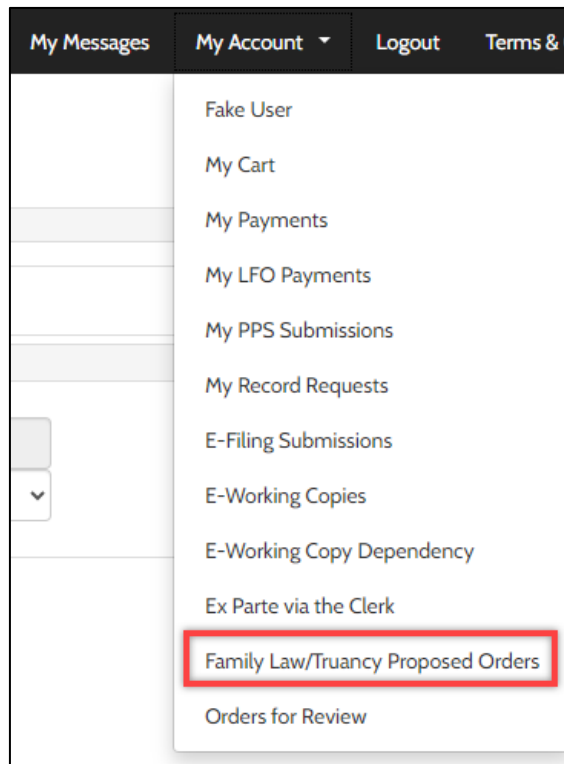 My Messages My Account Logout Terms &
Fake User
My Cart
My Payments
My LFO Payments
My PPS Submissions
My Record Requests
E-Filing Submissions
E-Working Copies
E-Working Copy Dependency
Ex Parte via the Clerk
Family Law/Truancy Proposed Orders
Orders for Review